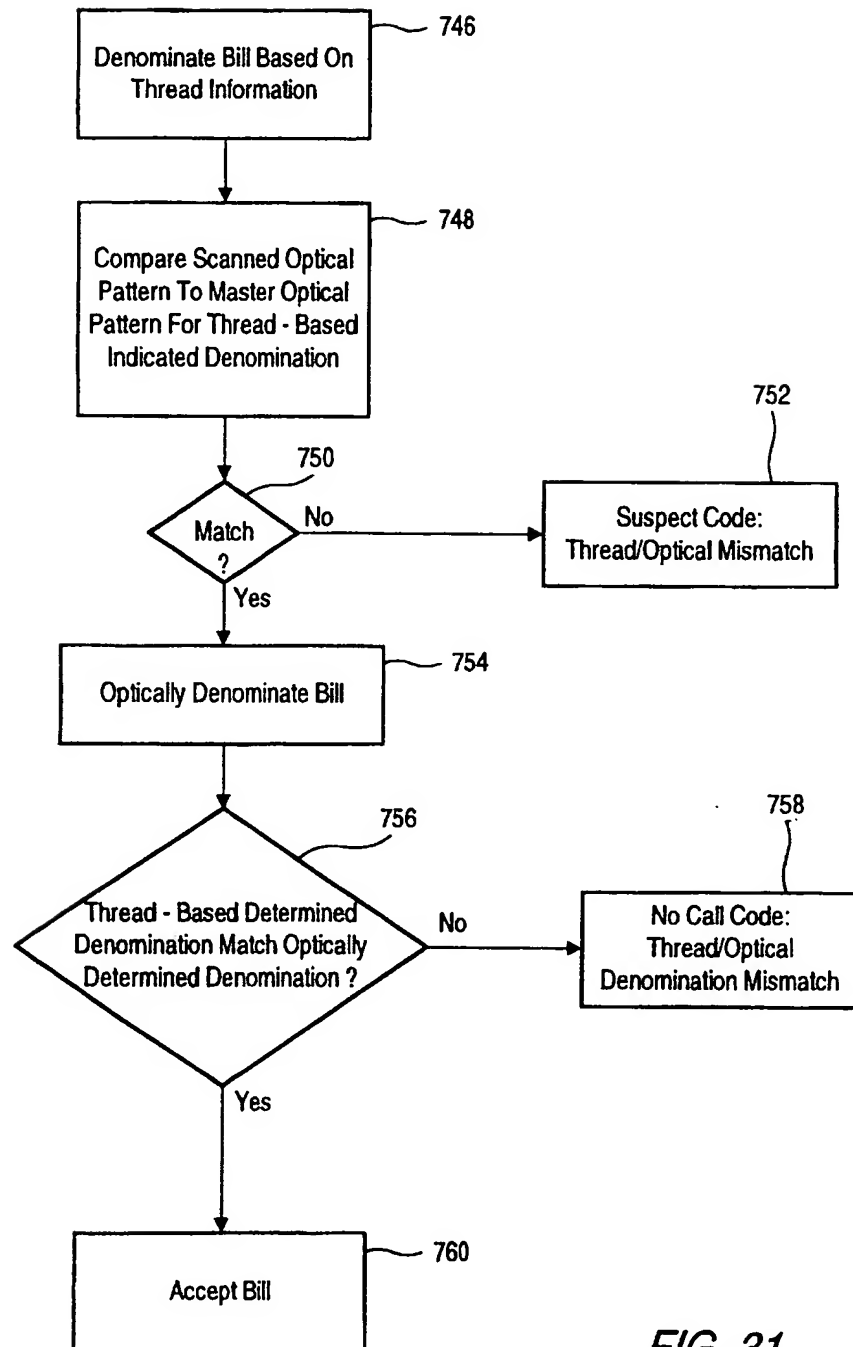 746
Denominate Bill Based On
Thread Information
748
Compare Scanned Optical
Pattern To Master Optical
Pattern For Thread - Based
Indicated Denomination
750
Match
?
No
Yes
752
Suspect Code:
Thread/Optical Mismatch
754
Optically Denominate Bill
756
Thread - Based Determined
Denomination Match Optically
Determined Denomination ?
No
Yes
758
No Call Code:
Thread/Optical
Denomination Mismatch
760
Accept Bill
FIG. 31